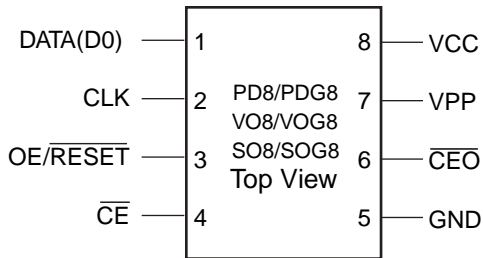 DATA(D0) 1 8 VCC
CLK 2 PD8/PDG8 7 VPP
VO8/VOG8
OE/RESET 3 SO8/SOG8 6 CEO
Top View
CE 4 5 GND